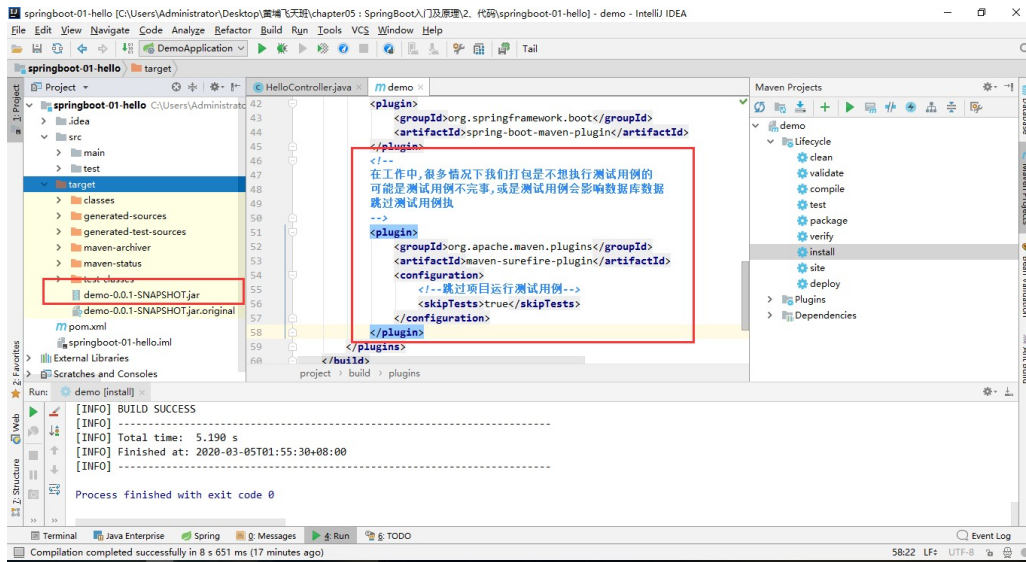 springboot-01-hello [C:\Users\Administrator\Desktop\黄埔飞天班\chapter05：SpringBoot入门及原理\2、代码\springboot-01-hello] - demo - IntelliJ IDEA
File Edit View Navigate Code Analyze Refactor Build Run Tools VCS Window Help
DemoApplication Tail
springboot-01-hello target
1: Project
Project
springboot-01-hello C:\Users\Administrato
.idea
src
main
test
target
classes
generated-sources
generated-test-sources
maven-archiver
maven-status
test-classes
demo-0.0.1-SNAPSHOT.jar
demo-0.0.1-SNAPSHOT.jar.original
pom.xml
springboot-01-hello.iml
External Libraries
Scratches and Consoles
HelloController.java demo
42 <plugin>
43 <groupId>org.springframework.boot</groupId>
44 <artifactId>spring-boot-maven-plugin</artifactId>
45 </plugin>
46 <!--
47 在工作中,很多情况下我们打包是不想执行测试用例的
48 可能是测试用例不完事,或是测试用例会影响数据库数据
49 跳过测试用例执
50 -->
51 <plugin>
52 <groupId>org.apache.maven.plugins</groupId>
53 <artifactId>maven-surefire-plugin</artifactId>
54 <configuration>
55 <!--跳过项目运行测试用例-->
56 <skipTests>true</skipTests>
57 </configuration>
58 </plugin>
59 </plugins>
60 </build>
project › build › plugins
Maven Projects
demo
Lifecycle
clean
validate
compile
test
package
verify
install
site
deploy
Plugins
Dependencies
2: Favorites
Web
7: Structure
Run: demo [install]
[INFO] BUILD SUCCESS
[INFO] ------------------------------------------------------------------------
[INFO] Total time: 5.190 s
[INFO] Finished at: 2020-03-05T01:55:30+08:00
[INFO] ------------------------------------------------------------------------
Process finished with exit code 0
Terminal Java Enterprise Spring 0: Messages 4: Run 6: TODO Event Log
Compilation completed successfully in 8 s 651 ms (17 minutes ago) 58:22 LF÷ UTF-8